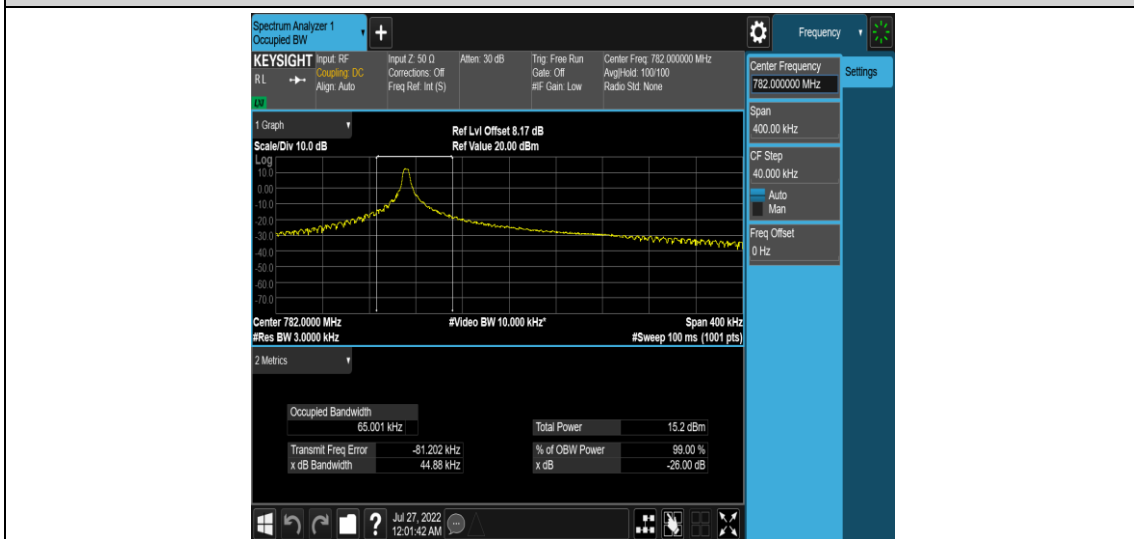 Spectrum Analyzer 1
Occupied BW
Frequency
KEYSIGHT
Input: RF
Input Z: 50 Ω
Atten: 30 dB
Trig: Free Run
Center Freq: 782.000000 MHz
RL
Coupling: DC
Corrections: Off
Gate: Off
Avg|Hold: 100/100
Align: Auto
Freq Ref: Int (S)
#IF Gain: Low
Radio Std: None
Center Frequency
782.000000 MHz
Settings
Span
400.00 kHz
CF Step
40.000 kHz
Auto
Man
Freq Offset
0 Hz
1 Graph
Ref Lvl Offset 8.17 dB
Scale/Div 10.0 dB
Ref Value 20.00 dBm
Log
10.0
0.00
-10.0
-20.0
-30.0
-40.0
-50.0
-60.0
-70.0
Center 782.0000 MHz
#Video BW 10.000 kHz*
Span 400 kHz
#Res BW 3.0000 kHz
#Sweep 100 ms (1001 pts)
2 Metrics
Occupied Bandwidth
65.001 kHz
Total Power
15.2 dBm
Transmit Freq Error
-81.202 kHz
% of OBW Power
99.00 %
x dB Bandwidth
44.88 kHz
x dB
-26.00 dB
Jul 27, 2022
12:01:42 AM